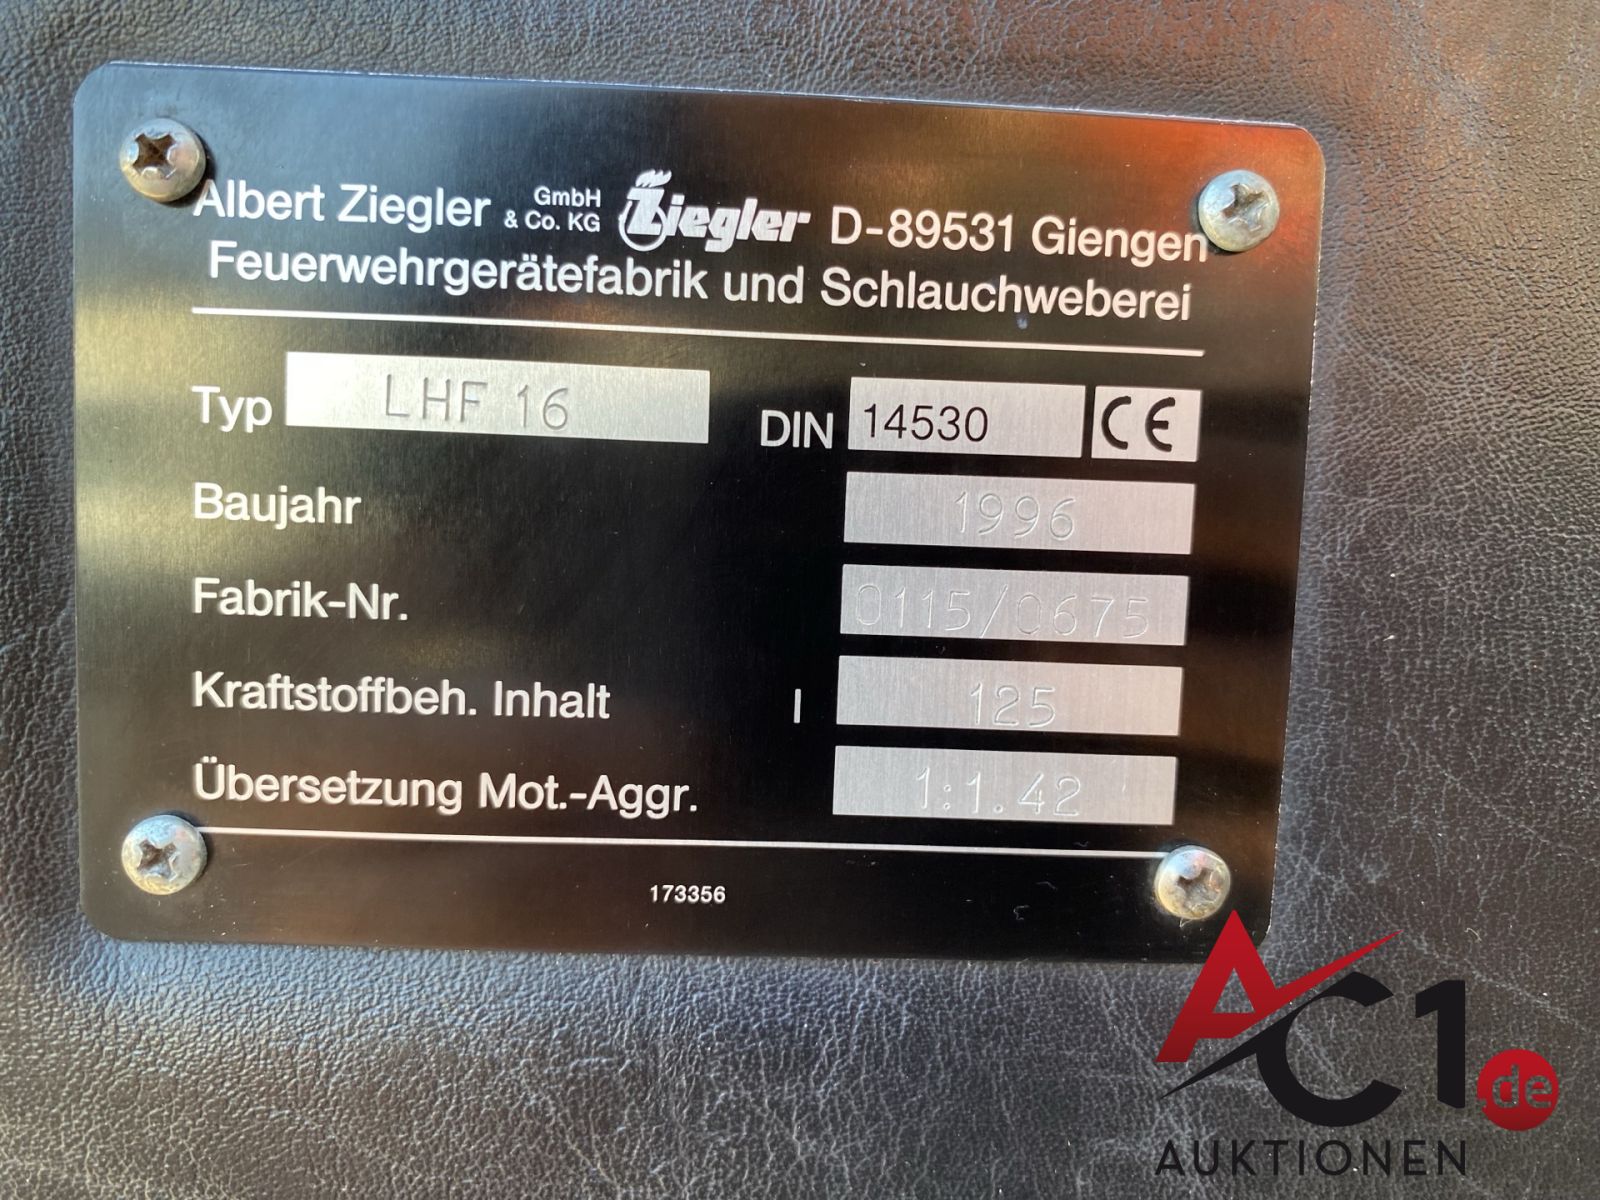 Albert Ziegler GmbH & Co. KG Ziegler D-89531 Giengen
Feuerwehrgerätefabrik und Schlauchweberei
Typ LHF 16 DIN 14530 CE
Baujahr 1996
Fabrik-Nr. 0115/0675
Kraftstoffbeh. Inhalt l 125
Übersetzung Mot.-Aggr. 1:1.42
173356
AC1.de
AUKTIONEN